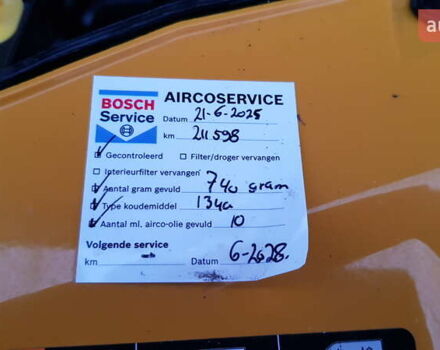 BOSCH
Service
AIRCOSERVICE
Datum 21-6-2025
km 211598
Gecontroleerd Filter/droger vervangen
Interieurfilter vervangen
Aantal gram gevuld 740 gram
Type koudemiddel 134a
Aantal ml. airco-olie gevuld 10
Volgende service
km - Datum 6-2028.